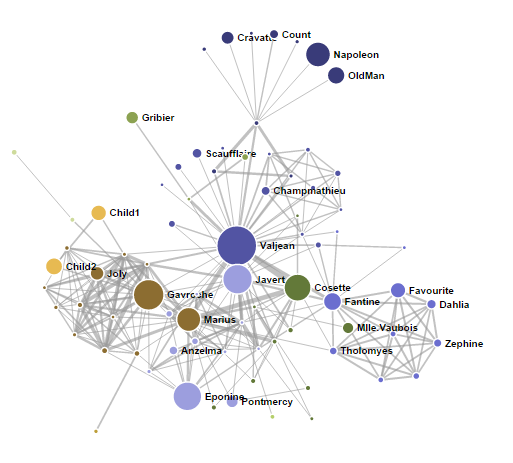 Cravatte
Count
Napoleon
OldMan
Gribier
Scaufflaire
Champmathieu
Child1
Valjean
Child2
Joly
Javert
Gavroche
Cosette
Favourite
Fantine
Dahlia
Marius
Mlle.Vaubois
Zephine
Anzelma
Tholomyes
Eponine
Pontmercy